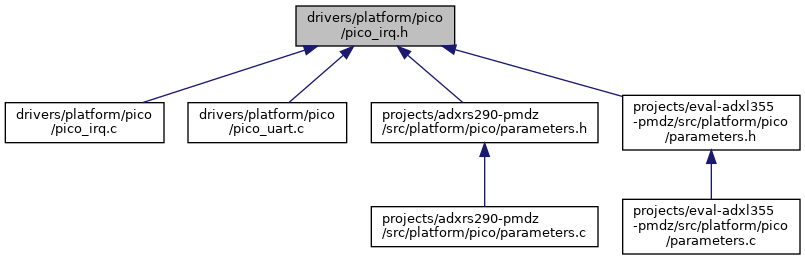 drivers/platform/pico
/pico_irq.h
drivers/platform/pico
/pico_irq.c
drivers/platform/pico
/pico_uart.c
projects/adxrs290-pmdz
/src/platform/pico/parameters.h
projects/eval-adxl355
-pmdz/src/platform/pico
/parameters.h
projects/adxrs290-pmdz
/src/platform/pico/parameters.c
projects/eval-adxl355
-pmdz/src/platform/pico
/parameters.c